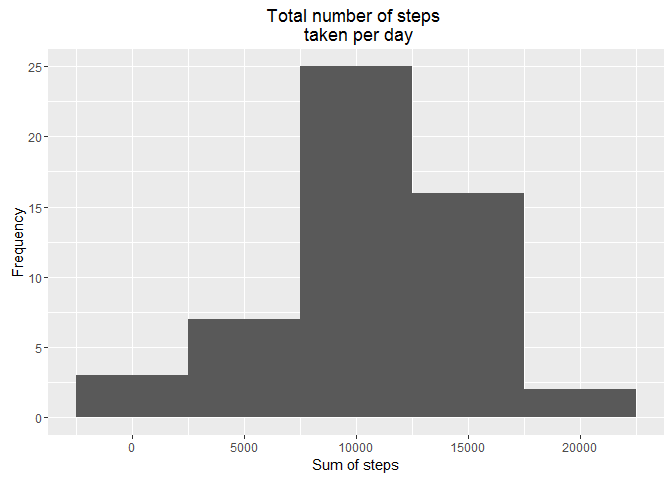 Total number of steps
taken per day
Frequency
25
20
15
10
5
0
0 5000 10000 15000 20000
Sum of steps